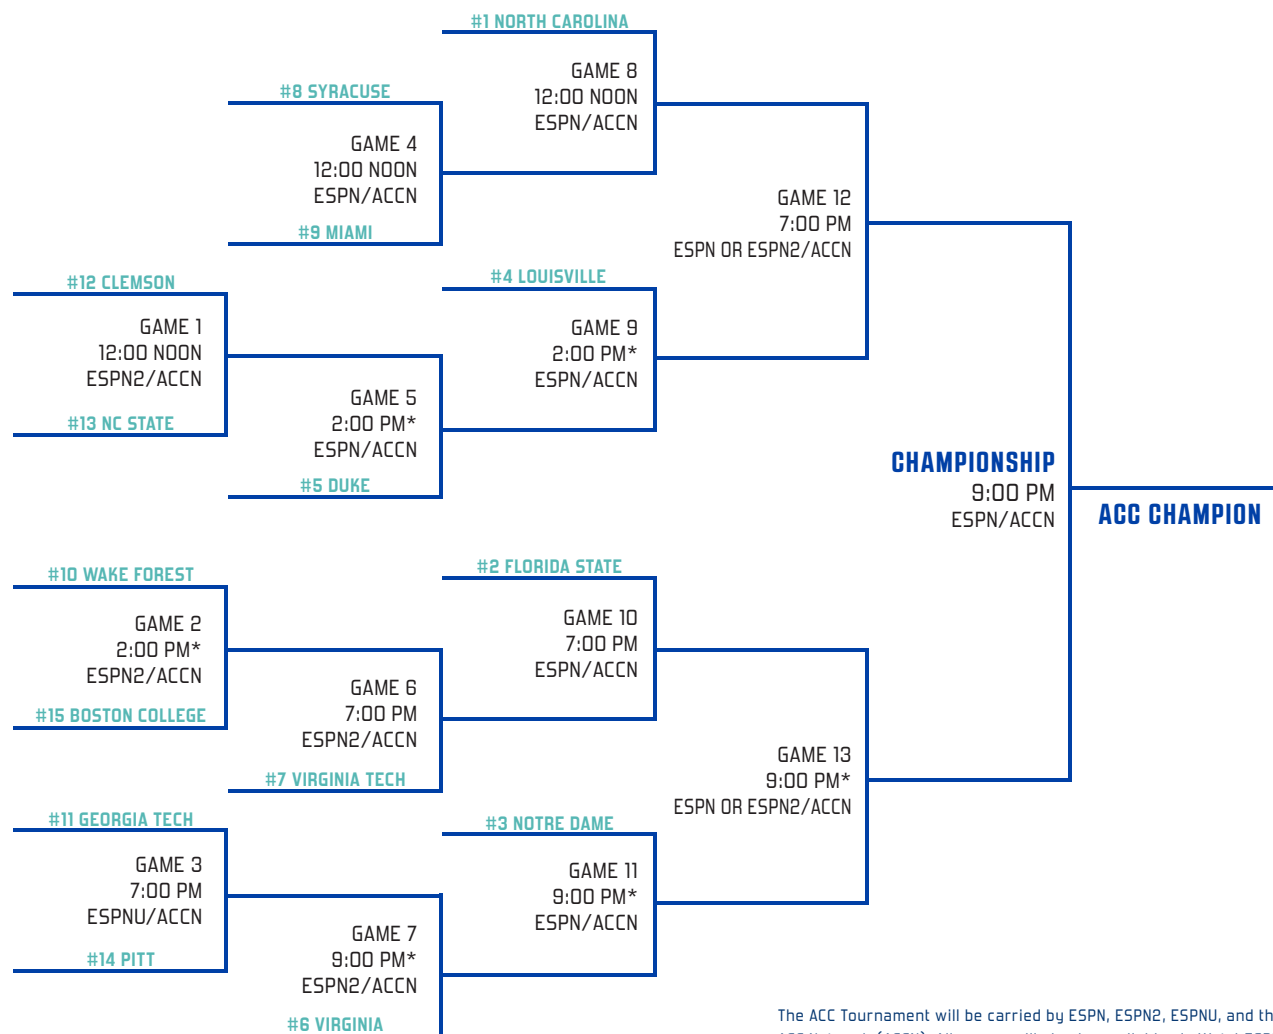 #1 NORTH CAROLINA
GAME 8
12:00 NOON
ESPN/ACCN
#8 SYRACUSE
GAME 4
12:00 NOON
ESPN/ACCN
#9 MIAMI
GAME 12
7:00 PM
ESPN OR ESPN2/ACCN
#12 CLEMSON
GAME 1
12:00 NOON
ESPN2/ACCN
#13 NC STATE
#4 LOUISVILLE
GAME 9
2:00 PM*
ESPN/ACCN
GAME 5
2:00 PM*
ESPN/ACCN
#5 DUKE
CHAMPIONSHIP
9:00 PM
ESPN/ACCN
ACC CHAMPION
#10 WAKE FOREST
GAME 2
2:00 PM*
ESPN2/ACCN
#15 BOSTON COLLEGE
#2 FLORIDA STATE
GAME 10
7:00 PM
ESPN/ACCN
GAME 6
7:00 PM
ESPN2/ACCN
#7 VIRGINIA TECH
GAME 13
9:00 PM*
ESPN OR ESPN2/ACCN
#11 GEORGIA TECH
GAME 3
7:00 PM
ESPNU/ACCN
#14 PITT
#3 NOTRE DAME
GAME 11
9:00 PM*
ESPN/ACCN
GAME 7
9:00 PM*
ESPN2/ACCN
#6 VIRGINIA
The ACC Tournament will be carried by ESPN, ESPN2, ESPNU, and th